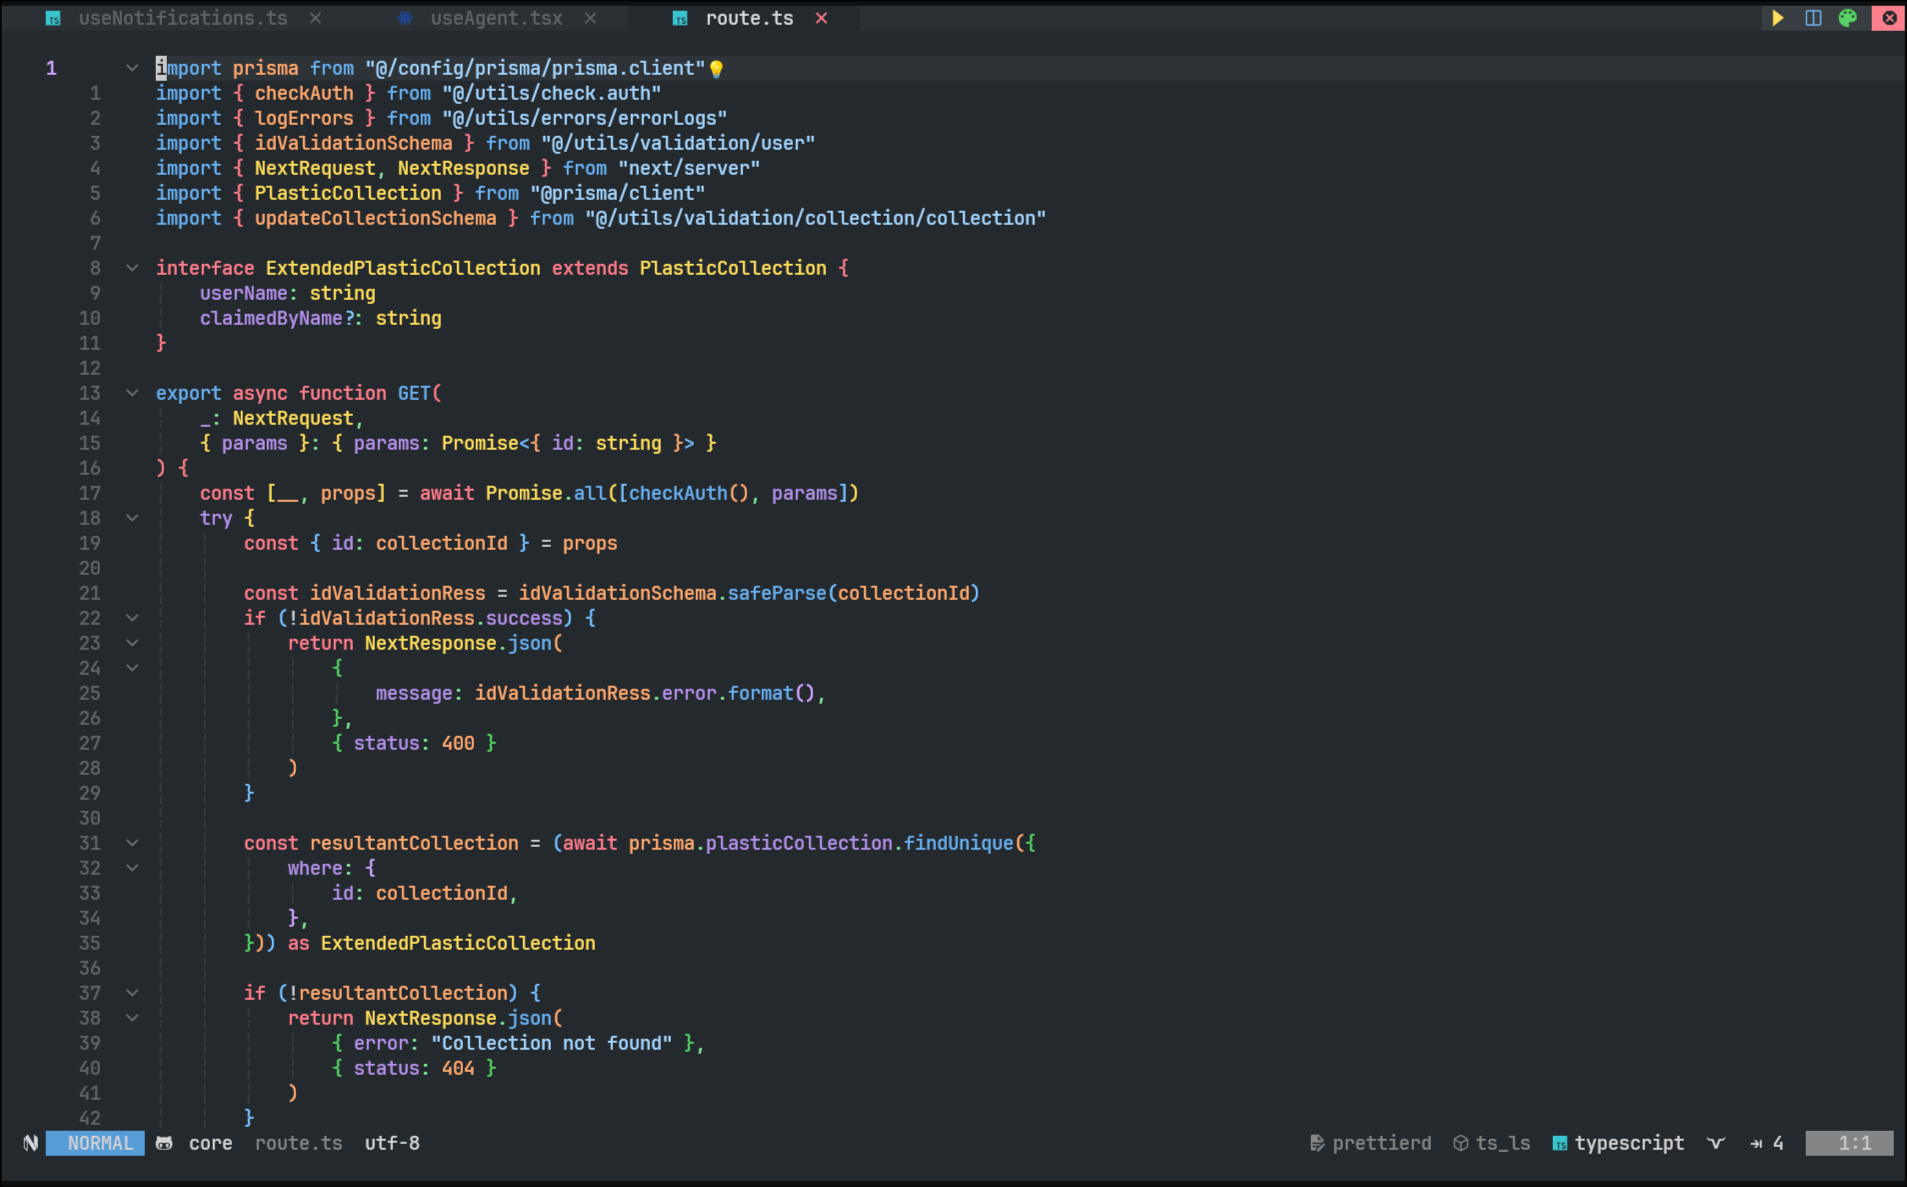 useNotifications.ts × useAgent.tsx × route.ts ×
1 import prisma from "@/config/prisma/prisma.client"
1 import { checkAuth } from "@/utils/check.auth"
2 import { logErrors } from "@/utils/errors/errorLogs"
3 import { idValidationSchema } from "@/utils/validation/user"
4 import { NextRequest, NextResponse } from "next/server"
5 import { PlasticCollection } from "@prisma/client"
6 import { updateCollectionSchema } from "@/utils/validation/collection/collection"
7
8 interface ExtendedPlasticCollection extends PlasticCollection {
9     userName: string
10     claimedByName?: string
11 }
12
13 export async function GET(
14     _: NextRequest,
15     { params }: { params: Promise<{ id: string }> }
16 ) {
17     const [__, props] = await Promise.all([checkAuth(), params])
18     try {
19         const { id: collectionId } = props
20
21         const idValidationRess = idValidationSchema.safeParse(collectionId)
22         if (!idValidationRess.success) {
23             return NextResponse.json(
24                 {
25                     message: idValidationRess.error.format(),
26                 },
27                 { status: 400 }
28             )
29         }
30
31         const resultantCollection = (await prisma.plasticCollection.findUnique({
32             where: {
33                 id: collectionId,
34             },
35         })) as ExtendedPlasticCollection
36
37         if (!resultantCollection) {
38             return NextResponse.json(
39                 { error: "Collection not found" },
40                 { status: 404 }
41             )
42         }
NORMAL core route.ts utf-8 prettierd ts_ls typescript 4 1:1